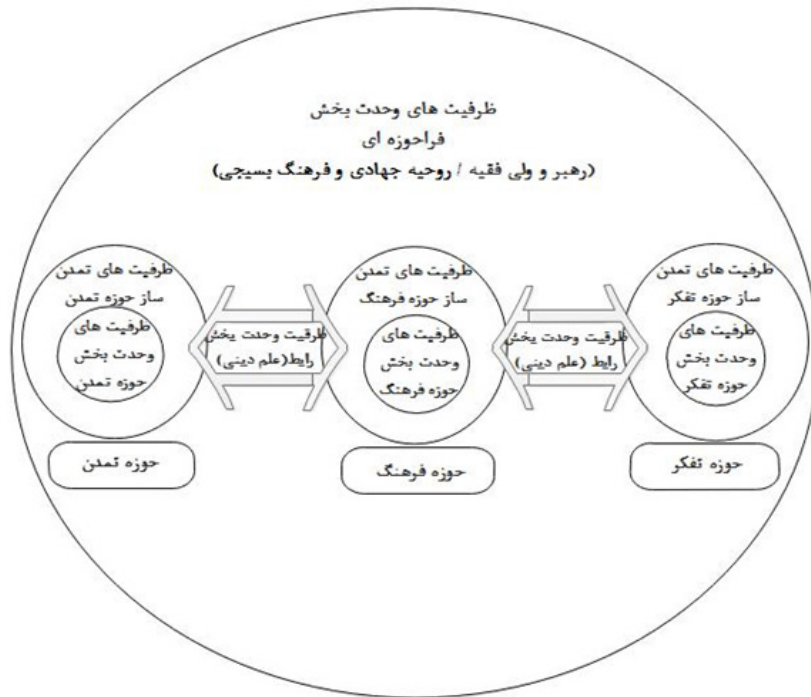 ظرفیت های وحدت بخش
فراحوزه ای
(رهبر و ولی فقیه / روحیه جهادی و فرهنگ بسیجی)
ظرفیت های تمدن
ساز حوزه تفکر
ظرفیت های
وحدت بخش
حوزه تفکر
حوزه تفکر
ظرفیت وحدت بخش
رابط (علم دینی)
ظرفیت های تمدن
ساز حوزه فرهنگ
ظرفیت های
وحدت بخش
حوزه فرهنگ
حوزه فرهنگ
ظرفیت وحدت بخش
رابط(علم دینی)
ظرفیت های تمدن
ساز حوزه تمدن
ظرفیت های
وحدت بخش
حوزه تمدن
حوزه تمدن